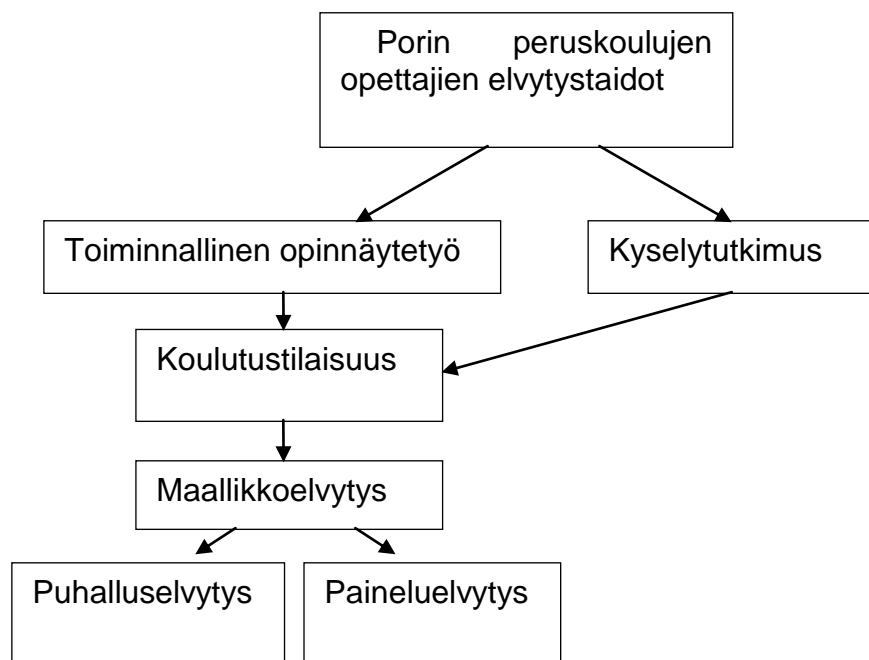 Porin peruskoulujen
opettajien elvytystaidot
Toiminnallinen opinnäytetyö
Kyselytutkimus
Koulutustilaisuus
Maallikkoelvytys
Puhalluselvytys
Paineluelvytys